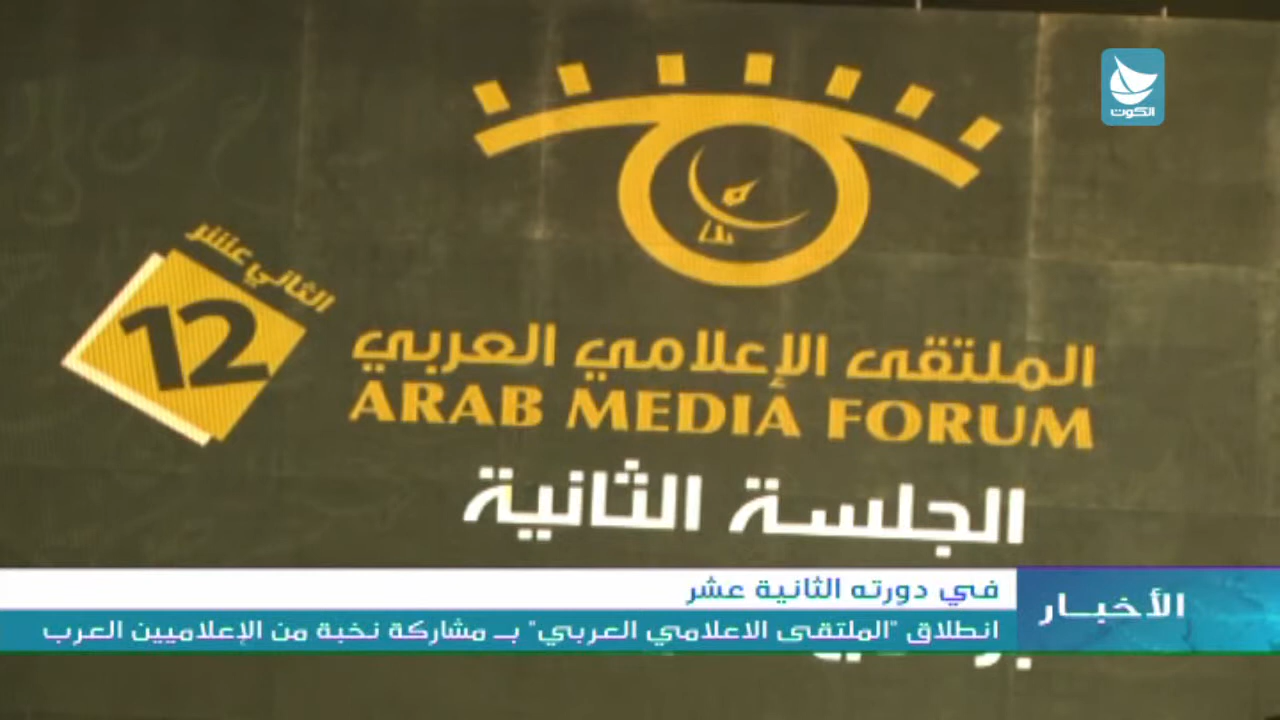 الكوت
الثاني عشر
12
الملتقى الإعلامي العربي
ARAB MEDIA FORUM
الجلسة الثانية
الأخبار
في دورته الثانية عشر
انطلاق "الملتقى الاعلامي العربي" بـ مشاركة نخبة من الإعلاميين العرب